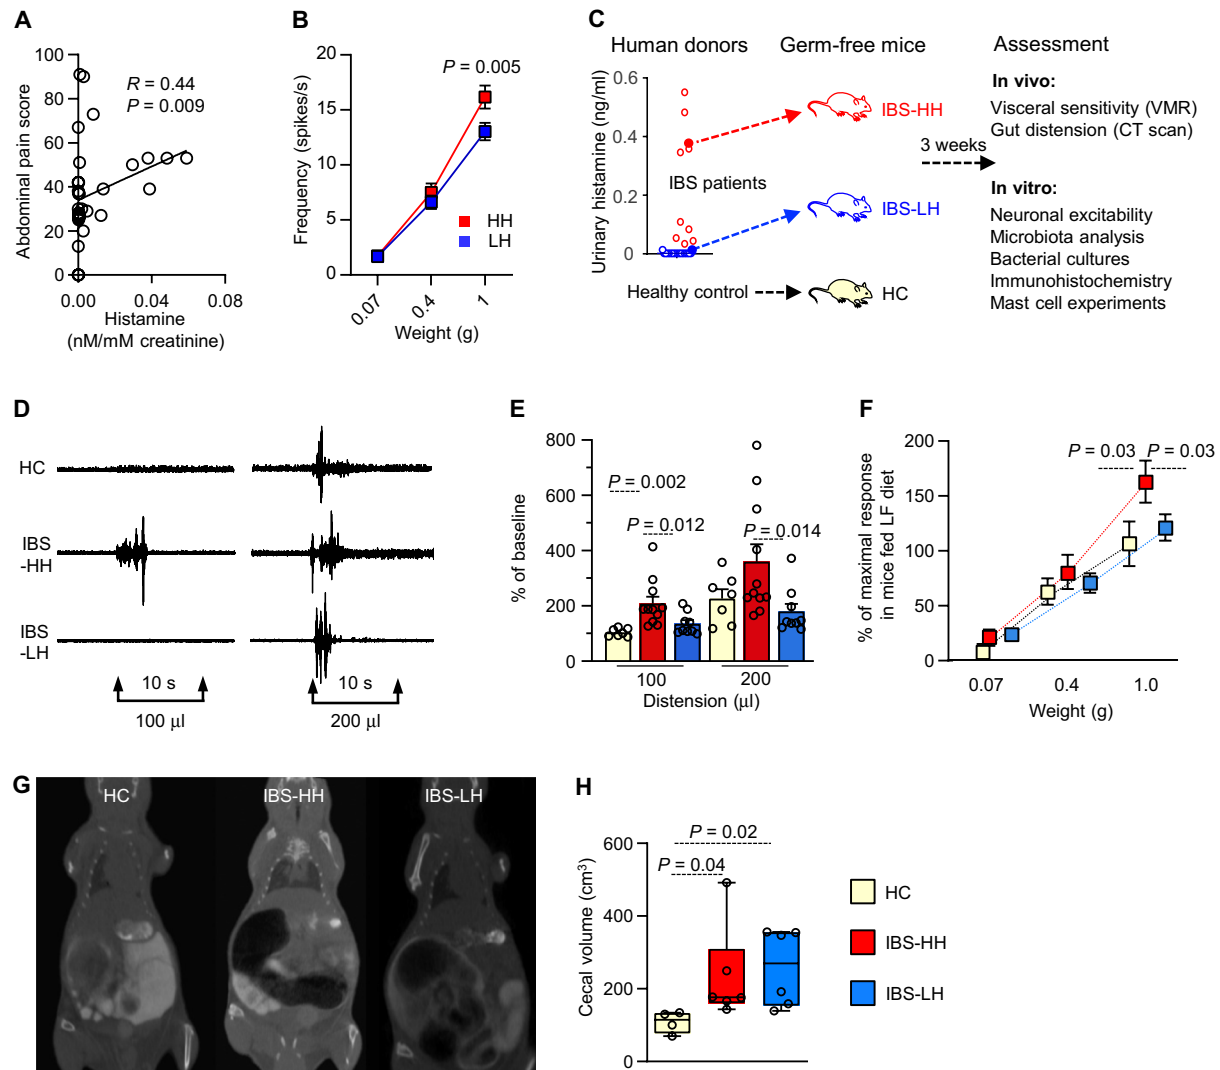 A
Abdominal pain score
100
80
60
40
20
0
R = 0.44
P = 0.009
0.00
0.04
0.08
Histamine
(nM/mM creatinine)
B
Frequency (spikes/s)
20
15
10
5
0
P = 0.005
HH
LH
0.07
0.4
1
Weight (g)
C
Human donors
Germ-free mice
Assessment
Urinary histamine (ng/ml)
0.6
0.4
0.2
0
IBS patients
IBS-HH
IBS-LH
Healthy control
HC
3 weeks
In vivo:
Visceral sensitivity (VMR)
Gut distension (CT scan)
In vitro:
Neuronal excitability
Microbiota analysis
Bacterial cultures
Immunohistochemistry
Mast cell experiments
D
HC
IBS
-HH
IBS
-LH
10 s
100 µl
10 s
200 µl
E
% of baseline
800
600
400
200
0
P = 0.002
P = 0.012
P = 0.014
100
200
Distension (µl)
F
% of maximal response
in mice fed LF diet
200
150
100
50
0
P = 0.03
P = 0.03
0.07
0.4
1.0
Weight (g)
G
HC
IBS-HH
IBS-LH
H
Cecal volume (cm³)
600
400
200
0
P = 0.02
P = 0.04
HC
IBS-HH
IBS-LH